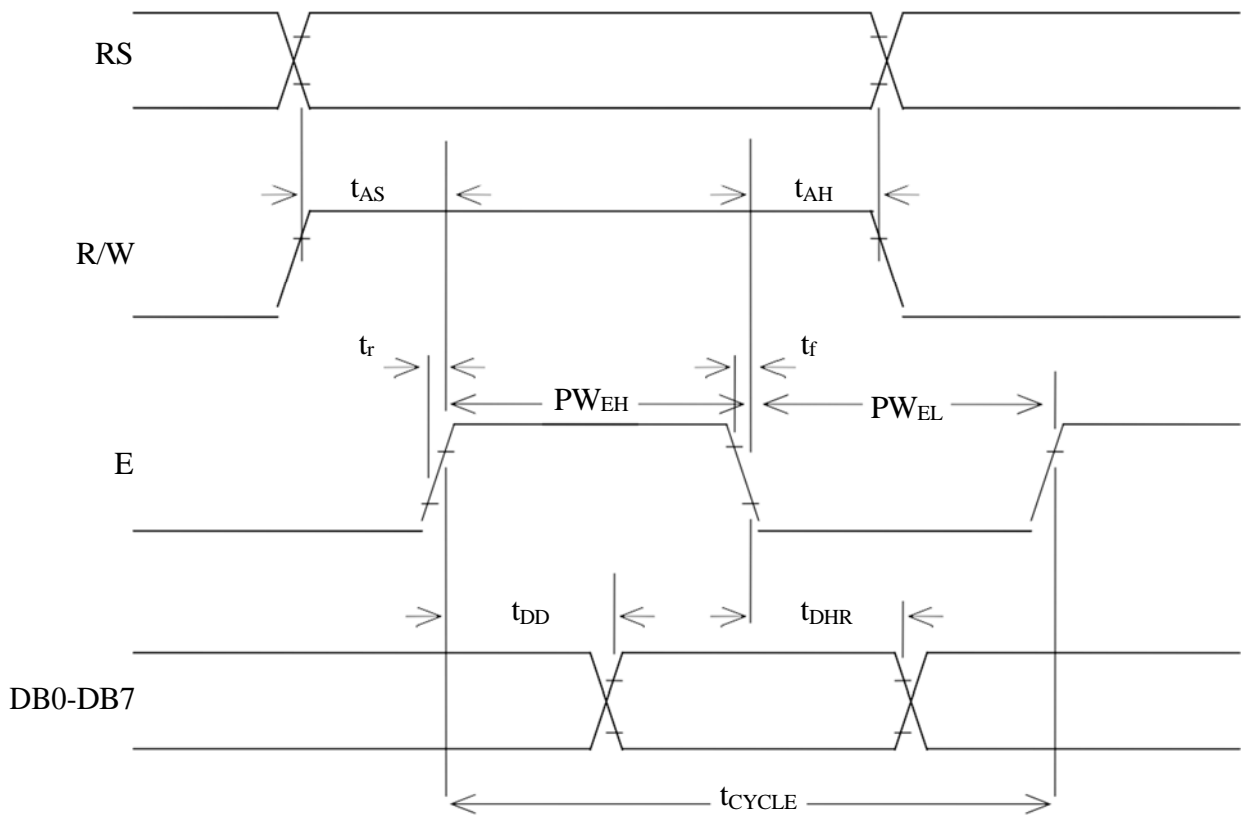 RS
tAS
tAH
R/W
tr
tf
PWEH
PWEL
E
tDD
tDHR
DB0-DB7
tCYCLE